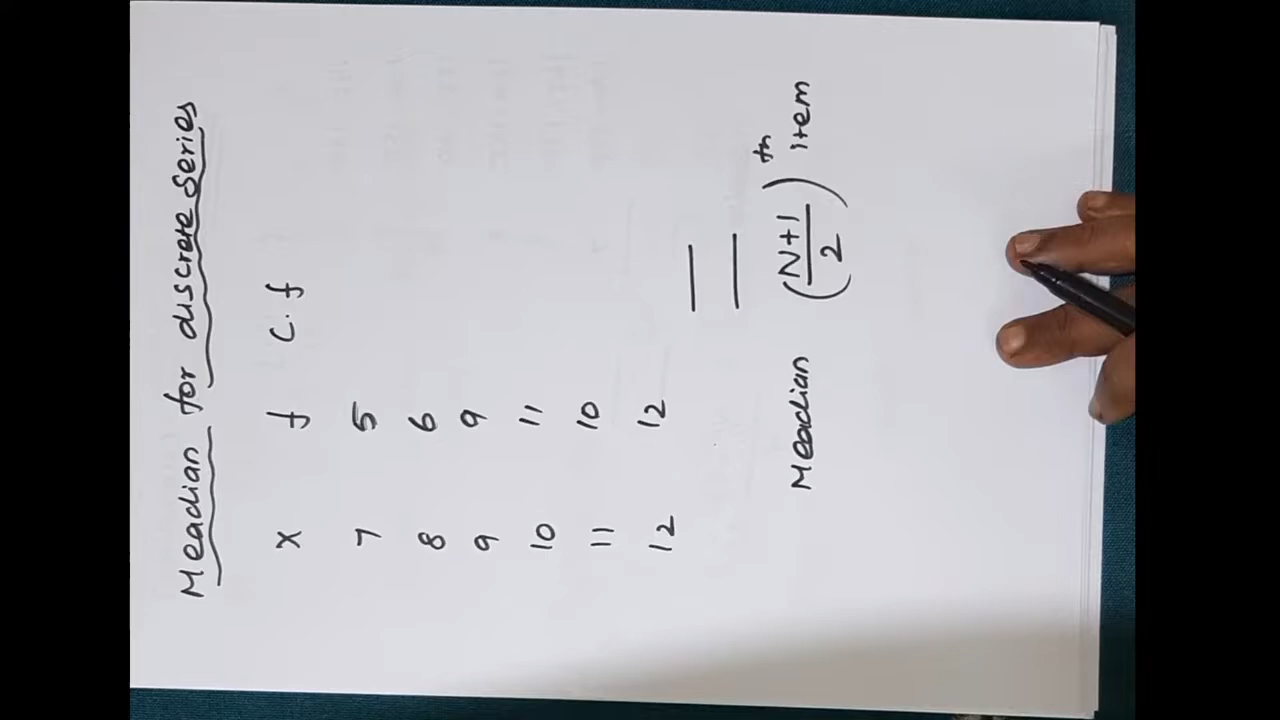 Meadian for discrete series
x f c.f
7 5
8 6
9 9
10 11
11 10
12 12
Meadian (N+1/2)th item